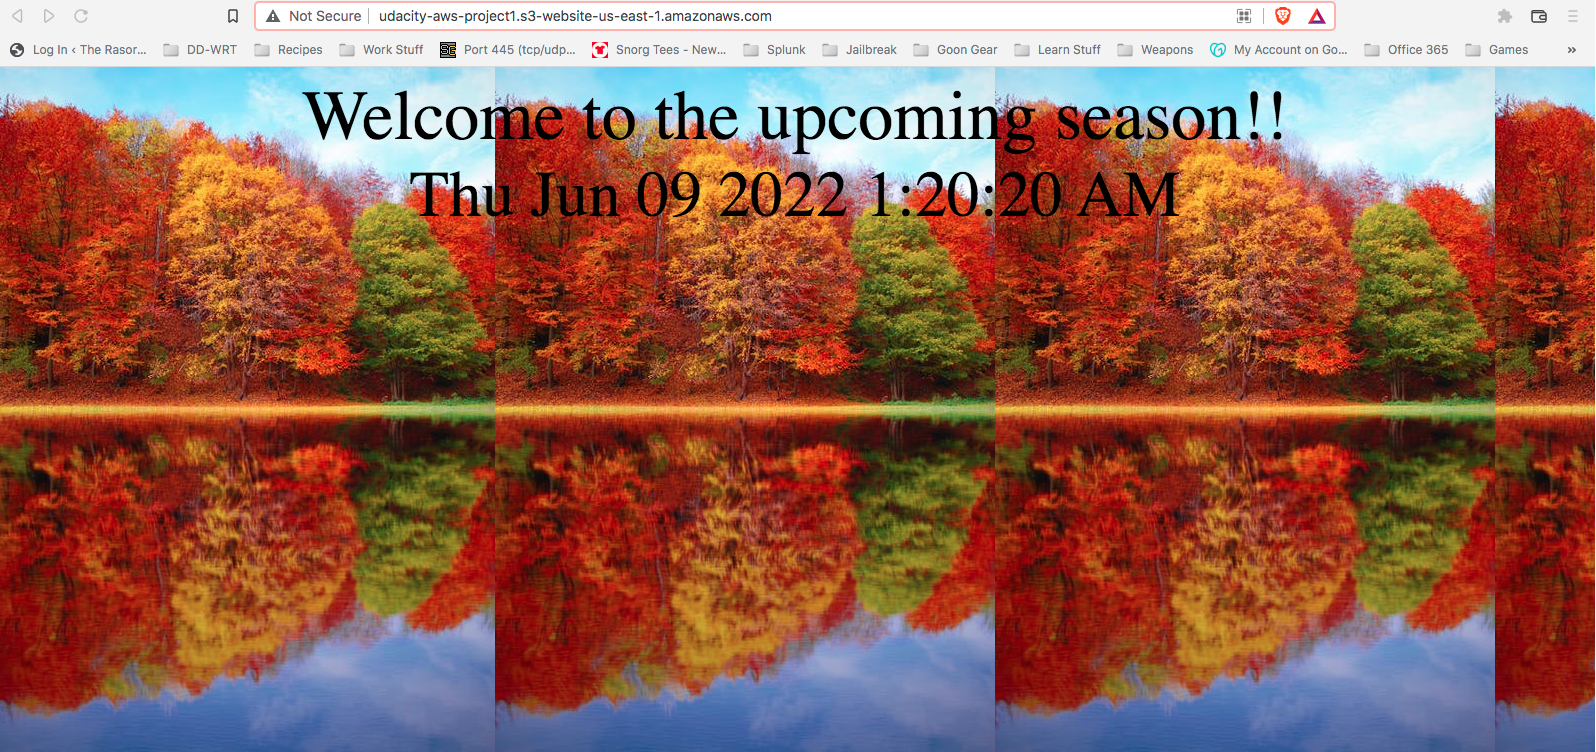 Not Secure udacity-aws-project1.s3-website-us-east-1.amazonaws.com
Log In ‹ The Rasor... DD-WRT Recipes Work Stuff Port 445 (tcp/udp... Snorg Tees - New... Splunk Jailbreak Goon Gear Learn Stuff Weapons My Account on Go... Office 365 Games »
Welcome to the upcoming season!!
Thu Jun 09 2022 1:20:20 AM